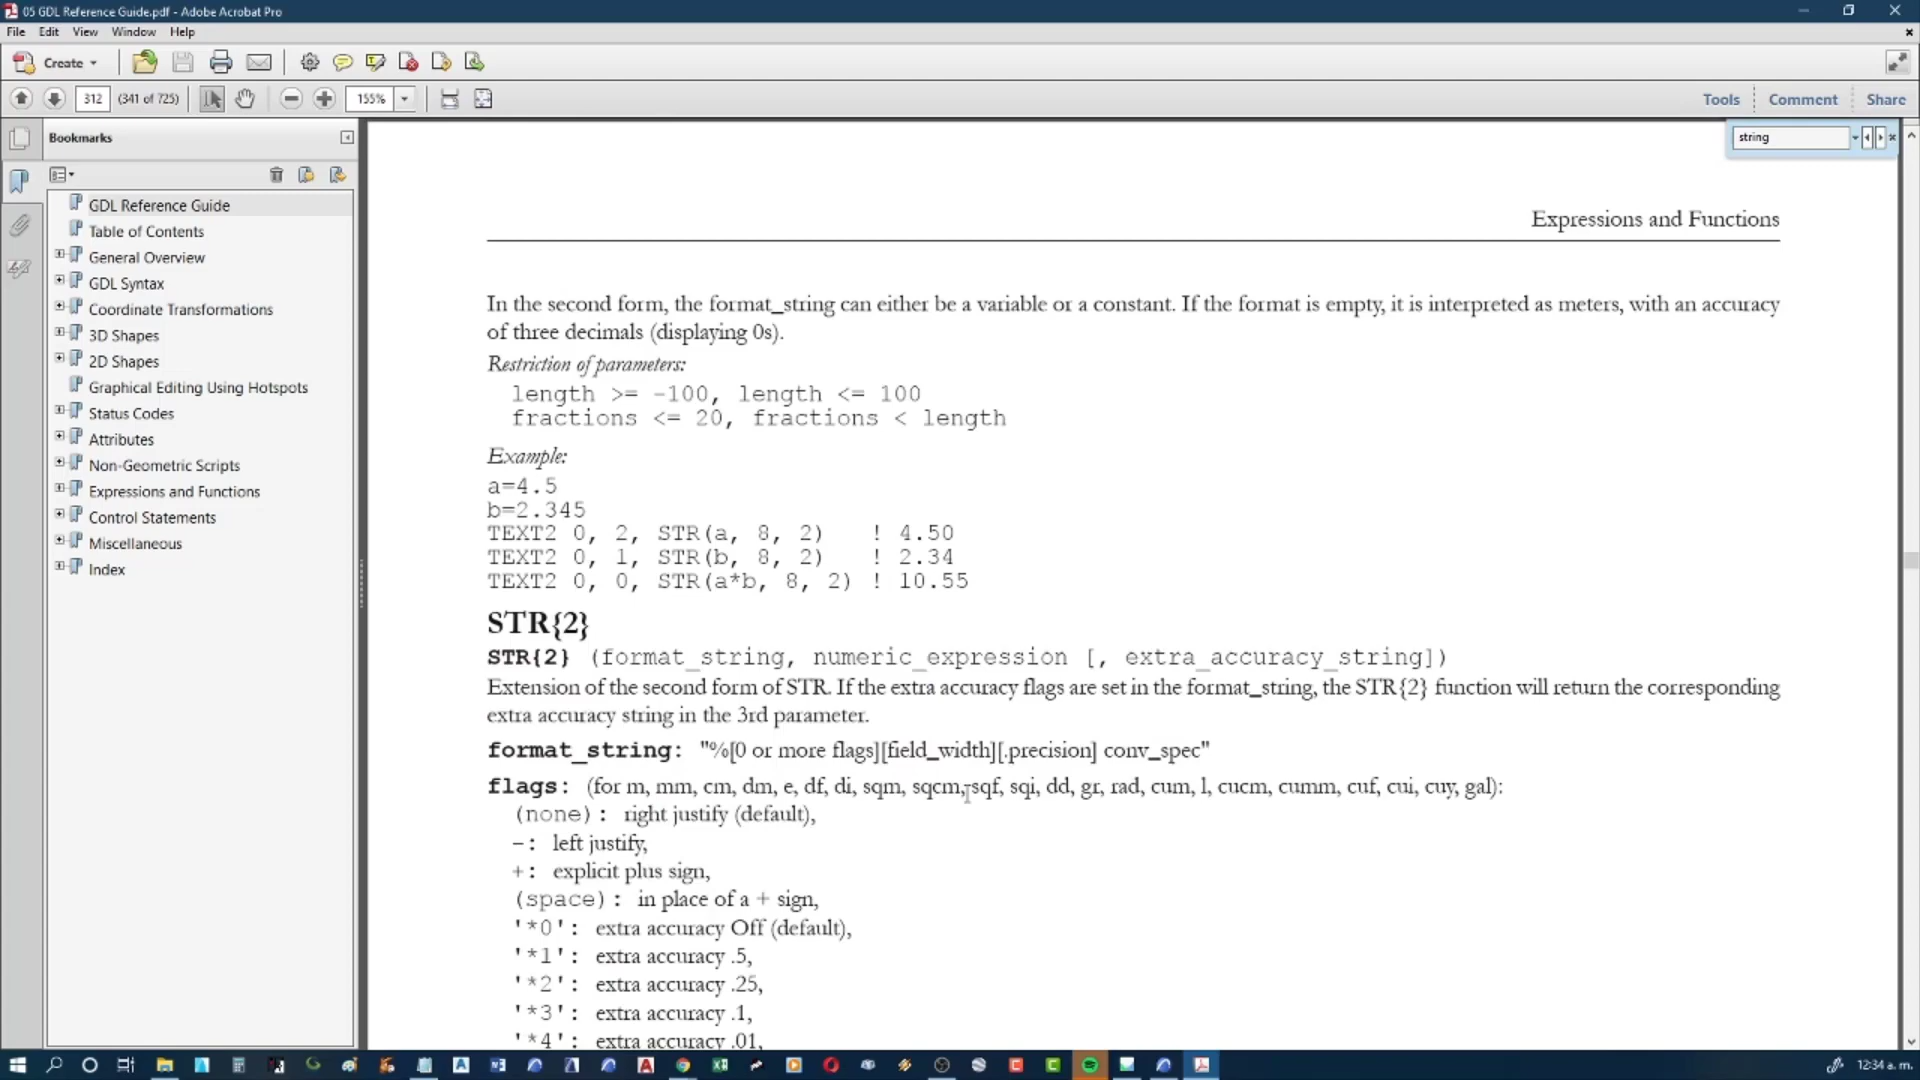 05 GDL Reference Guide.pdf - Adobe Acrobat Pro
File Edit View Window Help
Create
312 (341 of 725) 155%
Tools Comment Share
Bookmarks
string
GDL Reference Guide
Table of Contents
General Overview
GDL Syntax
Coordinate Transformations
3D Shapes
2D Shapes
Graphical Editing Using Hotspots
Status Codes
Attributes
Non-Geometric Scripts
Expressions and Functions
Control Statements
Miscellaneous
Index
Expressions and Functions
In the second form, the format_string can either be a variable or a constant. If the format is empty, it is interpreted as meters, with an accuracy
of three decimals (displaying 0s).
Restriction of parameters:
length >= -100, length <= 100
fractions <= 20, fractions < length
Example:
a=4.5
b=2.345
TEXT2 0, 2, STR(a, 8, 2) ! 4.50
TEXT2 0, 1, STR(b, 8, 2) ! 2.34
TEXT2 0, 0, STR(a*b, 8, 2) ! 10.55
STR{2}
STR{2} (format_string, numeric_expression [, extra_accuracy_string])
Extension of the second form of STR. If the extra accuracy flags are set in the format_string, the STR{2} function will return the corresponding
extra accuracy string in the 3rd parameter.
format_string: "%[0 or more flags][field_width][.precision] conv_spec"
flags: (for m, mm, cm, dm, e, df, di, sqm, sqcm, sqf, sqi, dd, gr, rad, cum, l, cucm, cumm, cuf, cui, cuy, gal):
(none): right justify (default),
-: left justify,
+: explicit plus sign,
(space): in place of a + sign,
'*0': extra accuracy Off (default),
'*1': extra accuracy .5,
'*2': extra accuracy .25,
'*3': extra accuracy .1,
'*4': extra accuracy .01,
12:34 a. m.